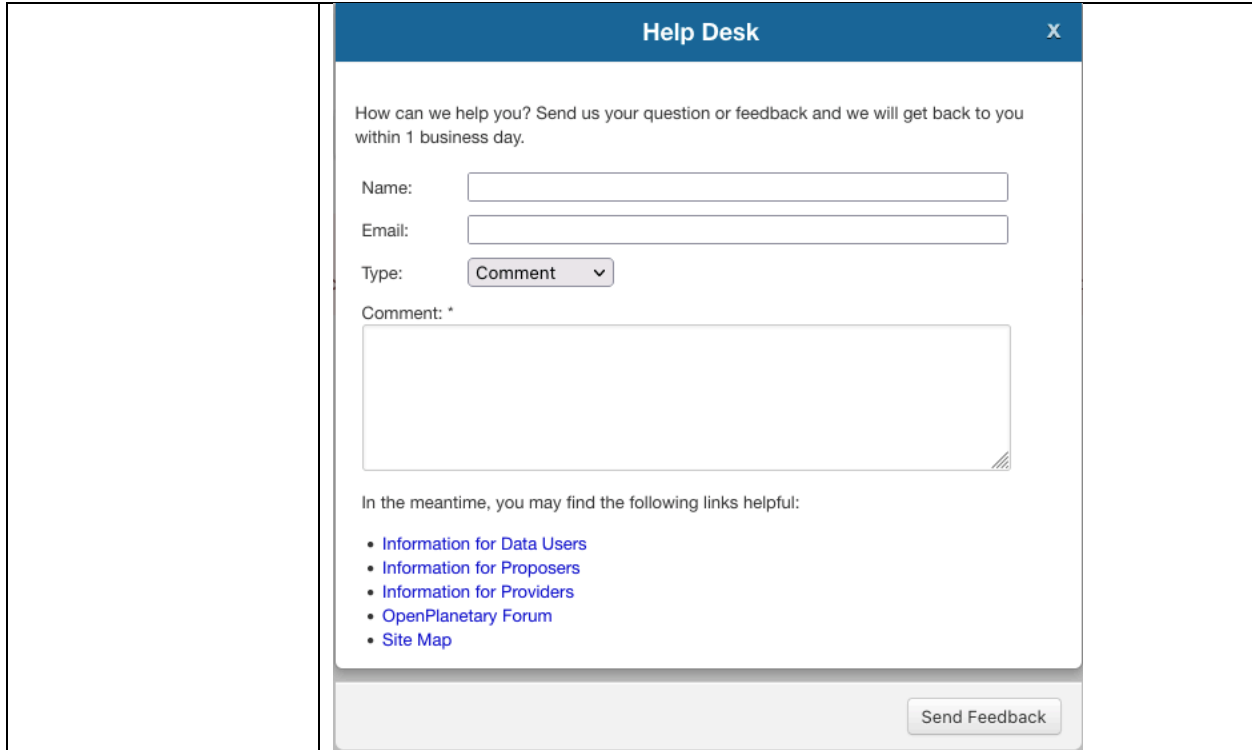 Help Desk
X
How can we help you? Send us your question or feedback and we will get back to you
within 1 business day.
Name:
Email:
Type: Comment
Comment: *
In the meantime, you may find the following links helpful:
• Information for Data Users
• Information for Proposers
• Information for Providers
• OpenPlanetary Forum
• Site Map
Send Feedback